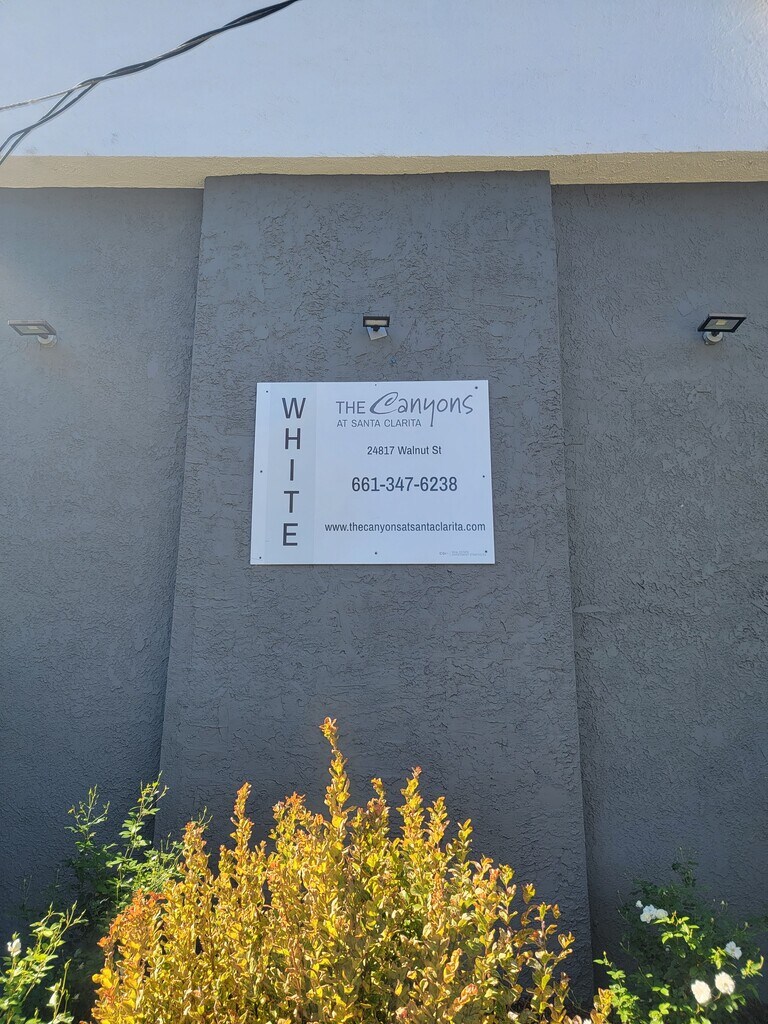 WHITE
THE Canyons
AT SANTA CLARITA
24817 Walnut St
661-347-6238
www.thecanyonsatsantaclarita.com